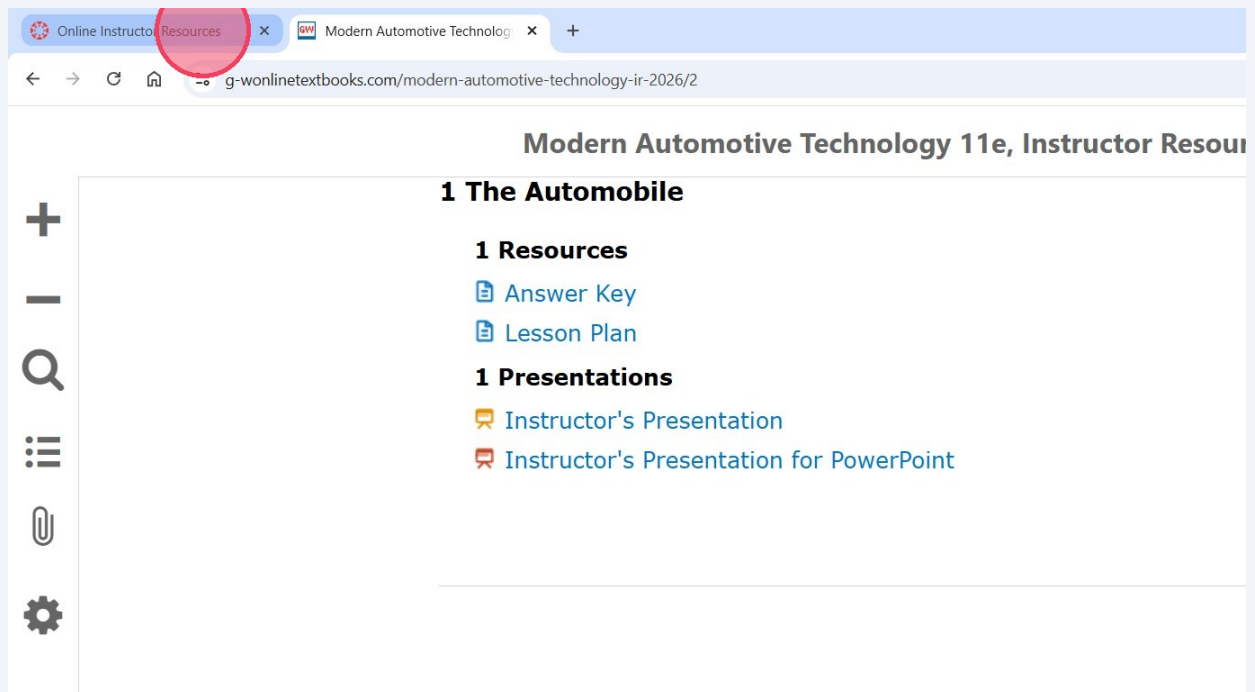 Online Instructor Resources
GW Modern Automotive Technolog
g-wonlinetextbooks.com/modern-automotive-technology-ir-2026/2
Modern Automotive Technology 11e, Instructor Resour
1 The Automobile
1 Resources
Answer Key
Lesson Plan
1 Presentations
Instructor's Presentation
Instructor's Presentation for PowerPoint